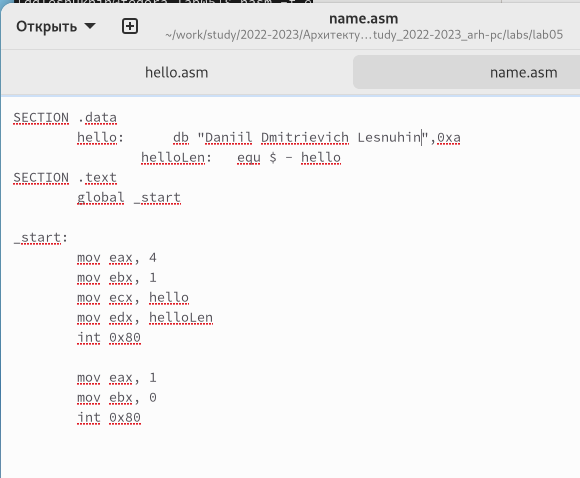 name.asm
Открыть
~/work/study/2022-2023/Архитекту…tudy_2022-2023_arh-pc/labs/lab05
hello.asm name.asm
SECTION .data
hello: db "Daniil Dmitrievich Lesnuhin",0xa
helloLen: equ $ - hello
SECTION .text
global _start
_start:
mov eax, 4
mov ebx, 1
mov ecx, hello
mov edx, helloLen
int 0x80
mov eax, 1
mov ebx, 0
int 0x80